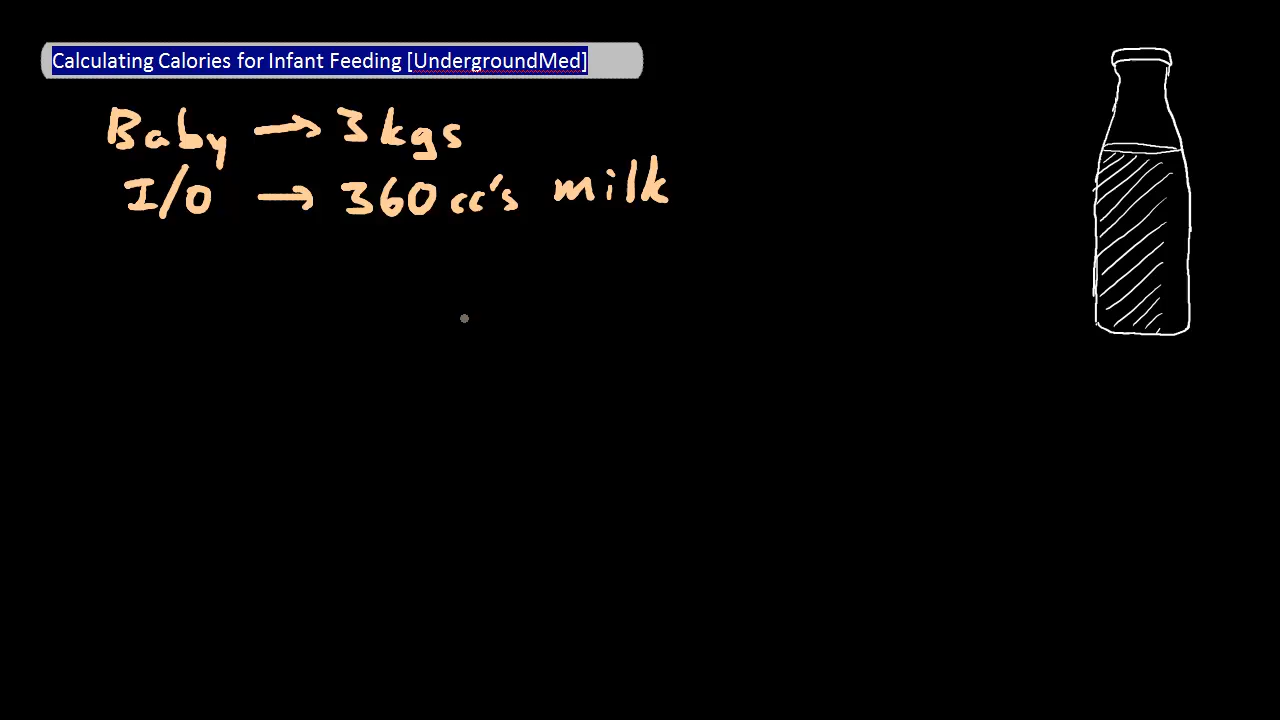 Calculating Calories for Infant Feeding [UndergroundMed]
Baby → 3 kgs
I/O → 360 cc's milk